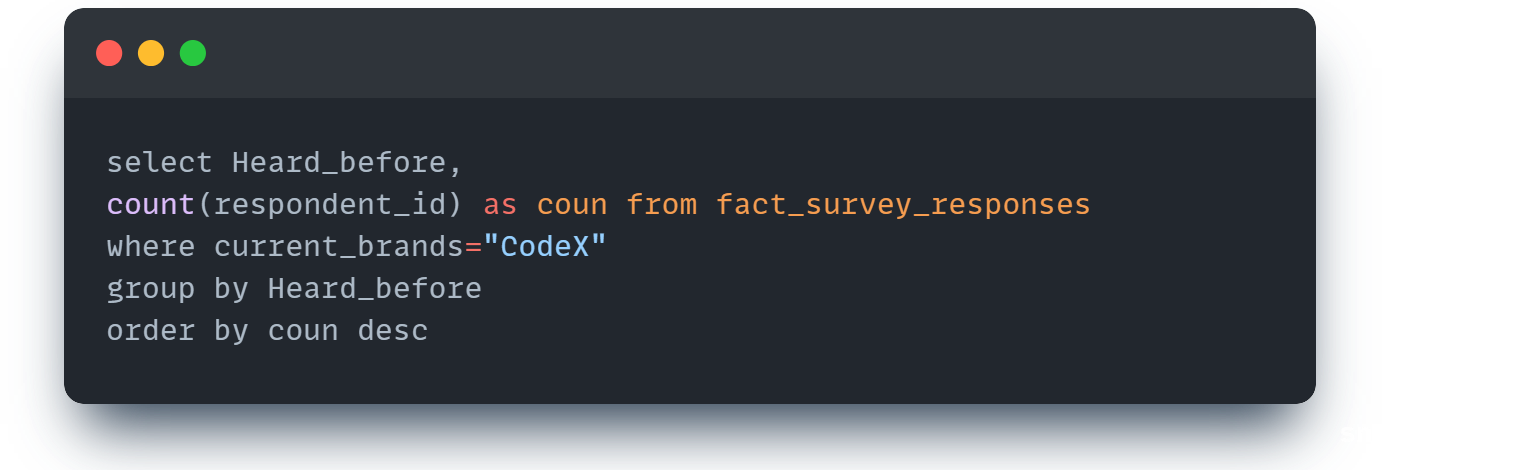 select Heard_before,
count(respondent_id) as coun from fact_survey_responses
where current_brands="CodeX"
group by Heard_before
order by coun desc